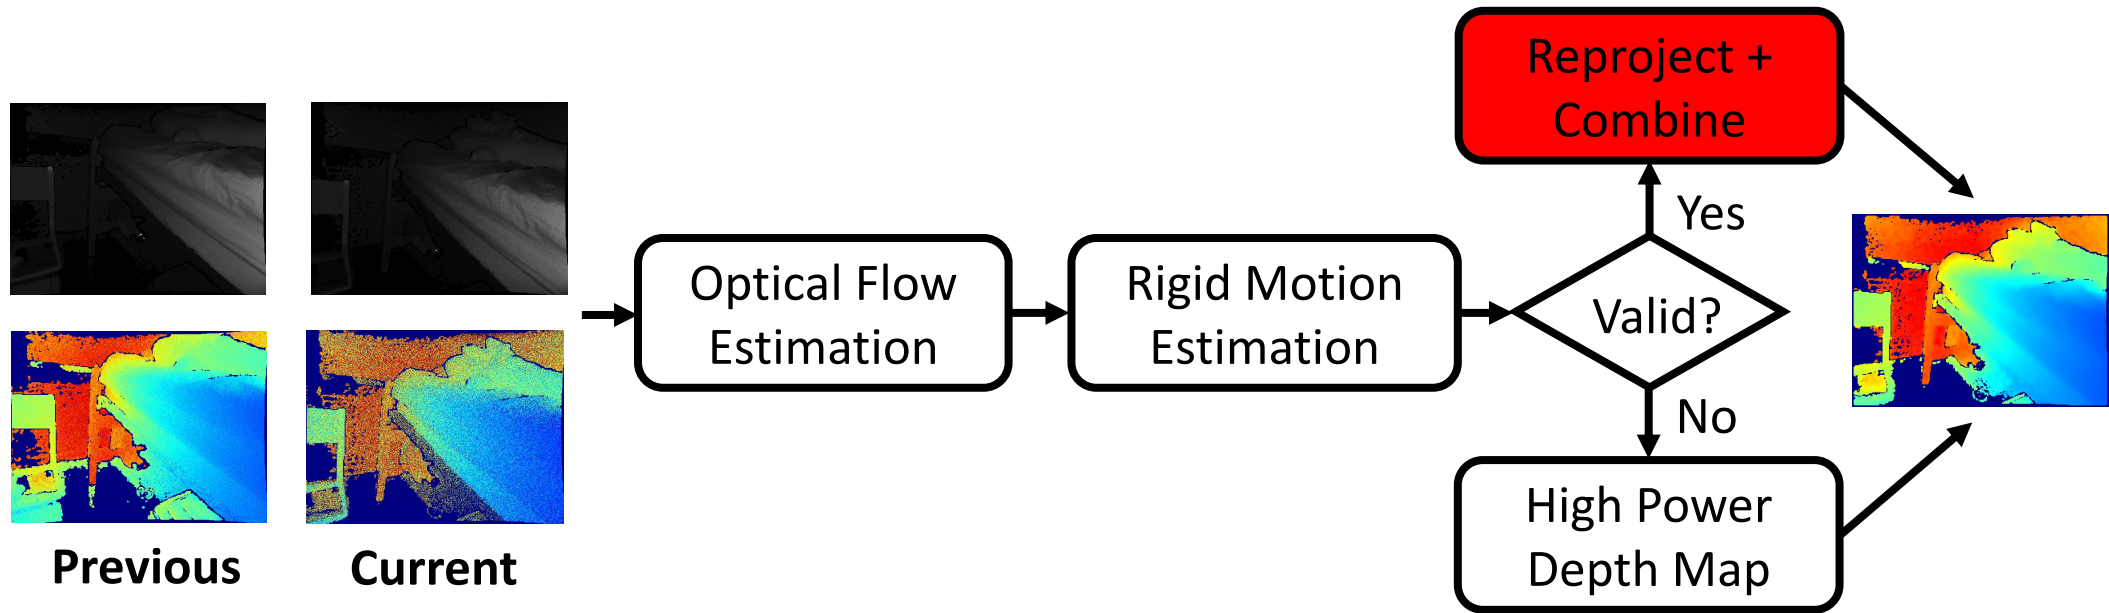 Previous
Current
Optical Flow
Estimation
Rigid Motion
Estimation
Valid?
Yes
No
Reproject +
Combine
High Power
Depth Map